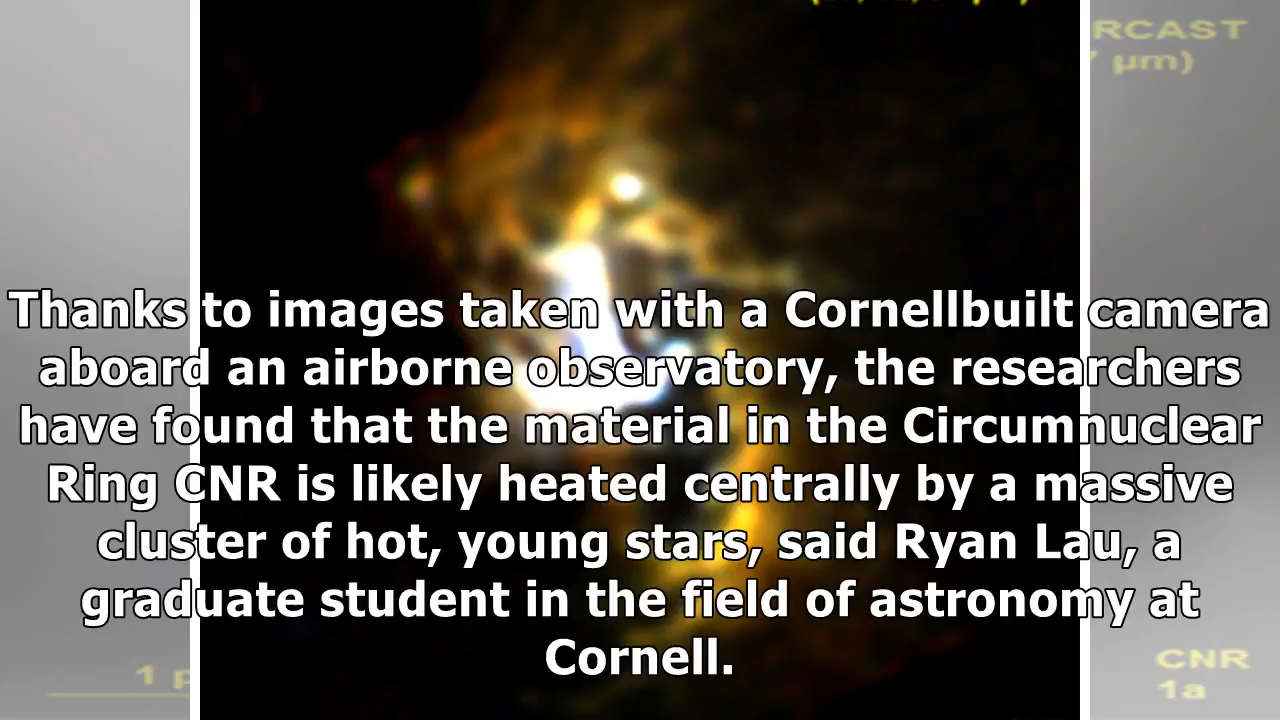 RCAST
µm)
Thanks to images taken with a Cornellbuilt camera
aboard an airborne observatory, the researchers
have found that the material in the Circumnuclear
Ring CNR is likely heated centrally by a massive
cluster of hot, young stars, said Ryan Lau, a
graduate student in the field of astronomy at
Cornell.
1 p
CNR
1a